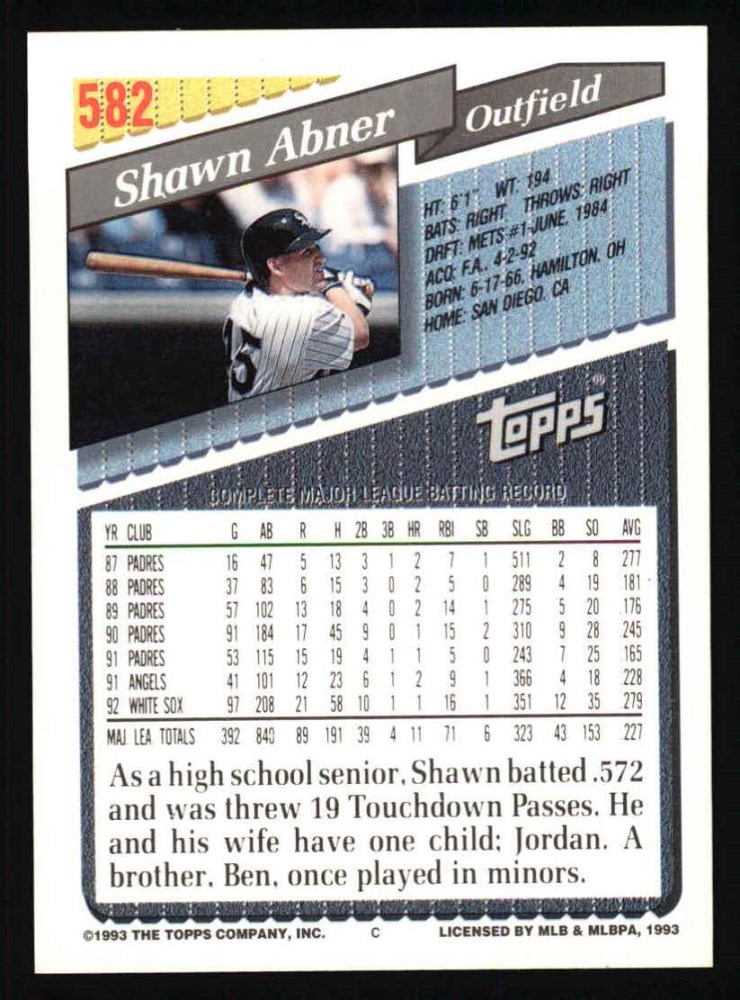 582
Shawn Abner
Outfield
HT: 6'1" WT: 194
BATS: RIGHT THROWS: RIGHT
DRFT: METS #1-JUNE, 1984
ACQ: F.A., 4-2-92
BORN: 6-17-66, HAMILTON, OH
HOME: SAN DIEGO, CA
5
topps®
COMPLETE MAJOR LEAGUE BATTING RECORD
YR CLUB G AB R H 2B 3B HR RBI SB SLG BB SO AVG
87 PADRES 16 47 5 13 3 1 2 7 1 .511 2 8 .277
88 PADRES 37 83 6 15 3 0 2 5 0 .289 4 19 .181
89 PADRES 57 102 13 18 4 0 2 14 1 .275 5 20 .176
90 PADRES 91 184 17 45 9 0 1 15 2 .310 9 28 .245
91 PADRES 53 115 15 19 4 1 1 5 0 .243 7 25 .165
91 ANGELS 41 101 12 23 6 1 2 9 1 .366 4 18 .228
92 WHITE SOX 97 208 21 58 10 1 1 16 1 .351 12 35 .279
MAJ. LEA. TOTALS 392 840 89 191 39 4 11 71 6 .323 43 153 .227
As a high school senior, Shawn batted .572
and was threw 19 Touchdown Passes. He
and his wife have one child: Jordan. A
brother, Ben, once played in minors.
©1993 THE TOPPS COMPANY, INC. C LICENSED BY MLB & MLBPA, 1993